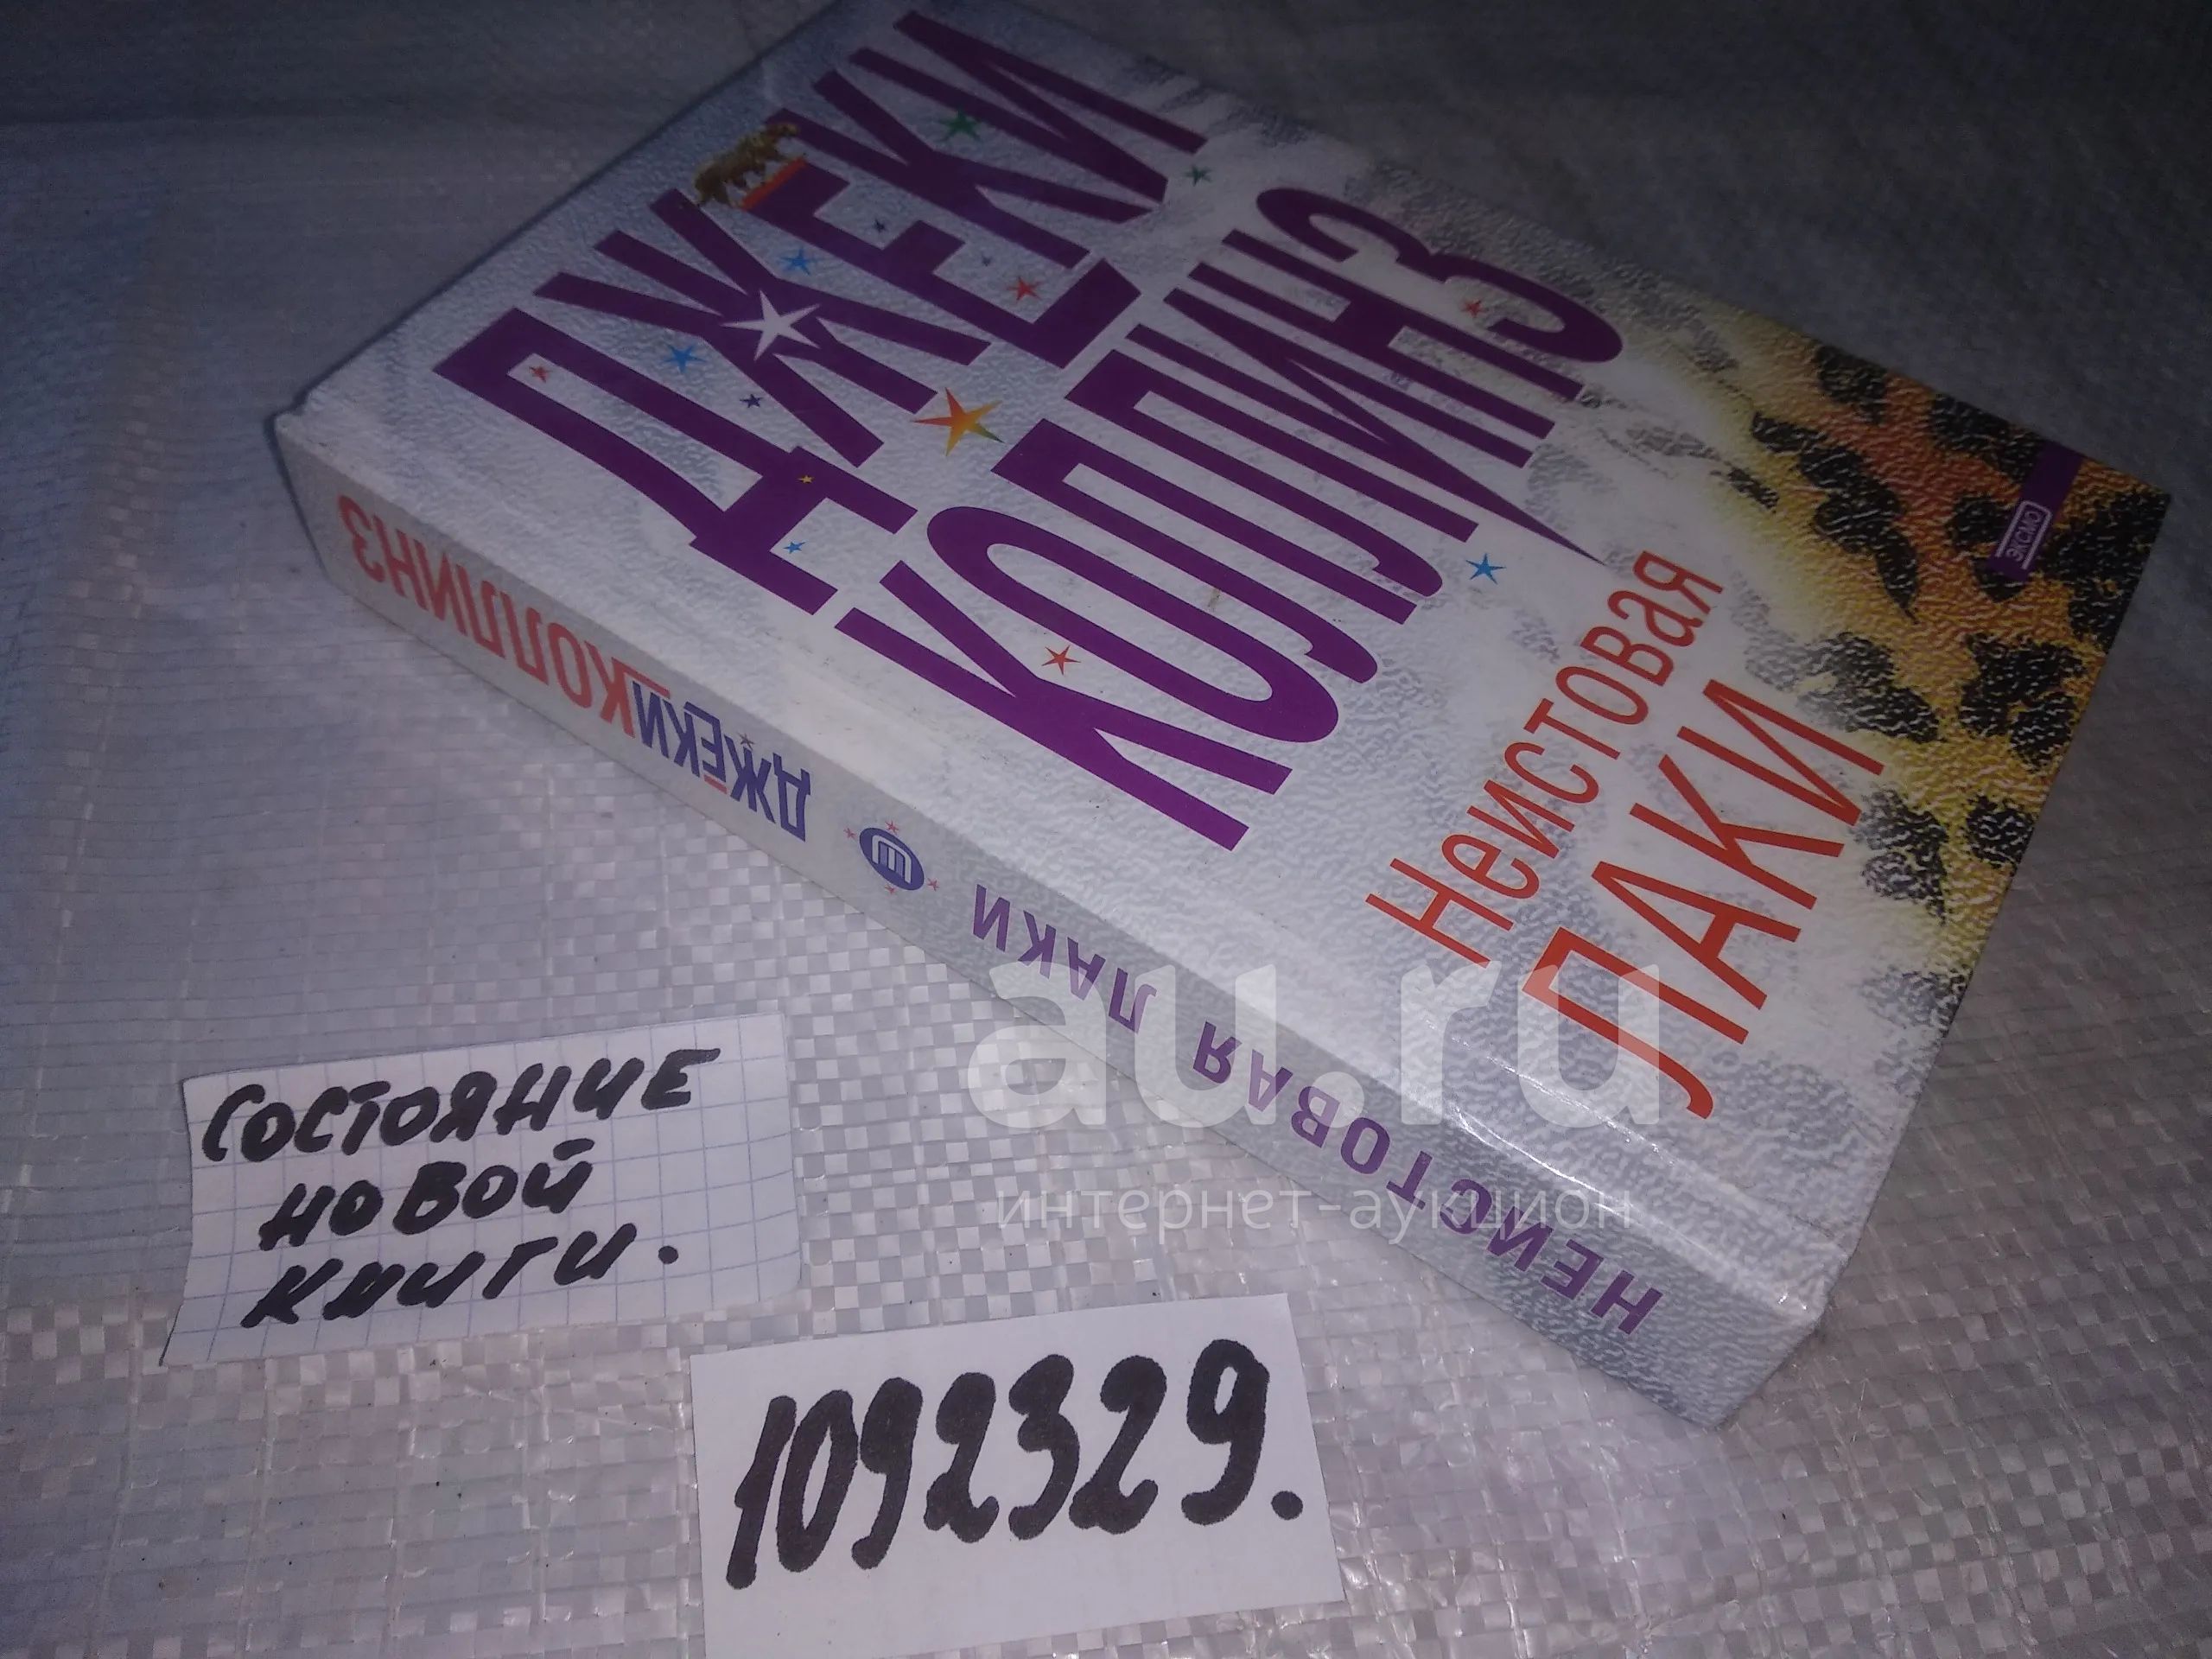 ДЖЕКИ
КОЛЛИНЗ
Неистовая
ЛАКИ
ЭКСМО
НЕИСТОВАЯ ЛАКИ ДЖЕКИ КОЛЛИНЗ
au.ru
интернет-аукцион
СОСТОЯНИЕ
НОВОЙ
КНИГИ.
1092329.